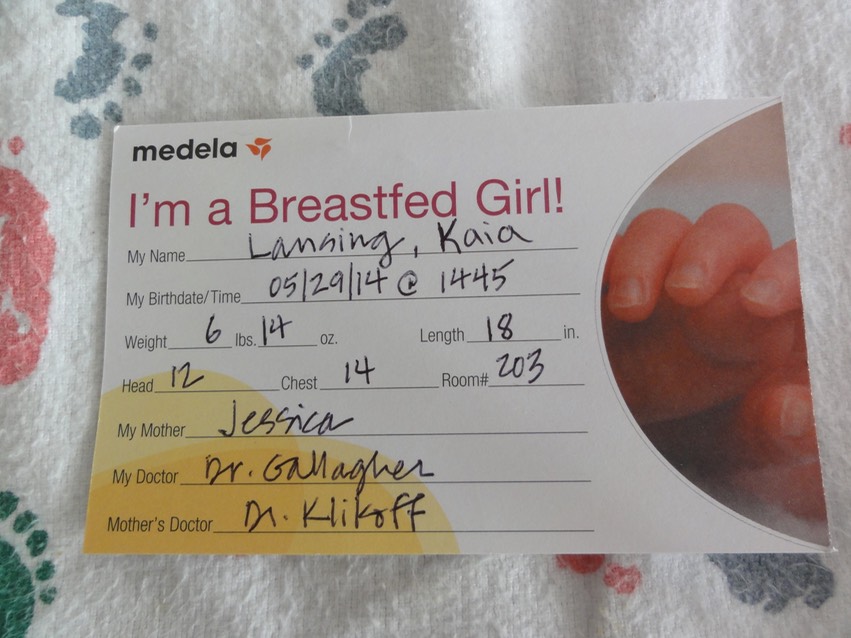 medela
I'm a Breastfed Girl!
My Name Lansing, Kaia
My Birthdate/Time 05/29/14 @ 1445
Weight 6 lbs. 14 oz. Length 18 in.
Head 12 Chest 14 Room# 203
My Mother Jessica
My Doctor Dr. Gallagher
Mother's Doctor Dr. Klikoff